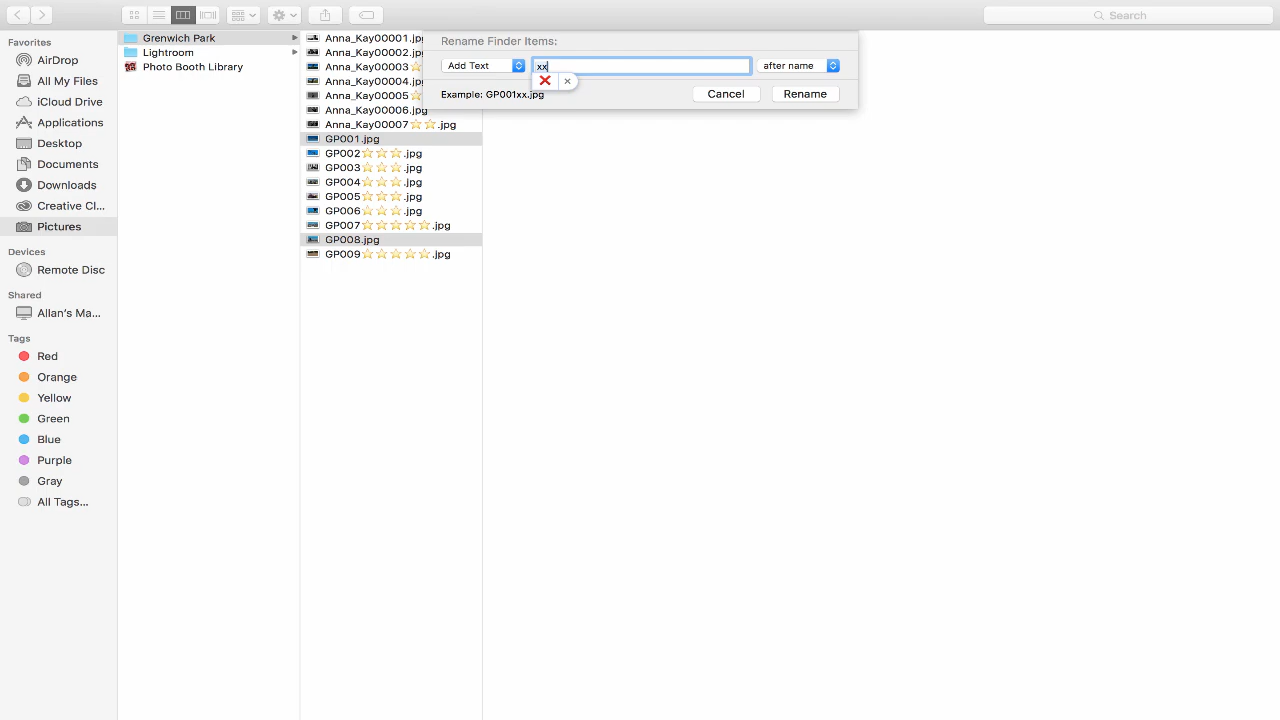 Search
Favorites
AirDrop
All My Files
iCloud Drive
Applications
Desktop
Documents
Downloads
Creative Cl...
Pictures
Devices
Remote Disc
Shared
Allan's Ma...
Tags
Red
Orange
Yellow
Green
Blue
Purple
Gray
All Tags...
Grenwich Park
Lightroom
Photo Booth Library
Anna_Kay00001.jpg
Anna_Kay00002.jpg
Anna_Kay00003⭐
Anna_Kay00004.jpg
Anna_Kay00005⭐
Anna_Kay00006.jpg
Anna_Kay00007⭐⭐.jpg
GP001.jpg
GP002⭐⭐⭐.jpg
GP003⭐⭐⭐.jpg
GP004⭐⭐⭐.jpg
GP005⭐⭐⭐.jpg
GP006⭐⭐⭐.jpg
GP007⭐⭐⭐⭐⭐.jpg
GP008.jpg
GP009⭐⭐⭐⭐⭐.jpg
Rename Finder Items:
Add Text
xx
after name
Example: GP001xx.jpg
Cancel
Rename